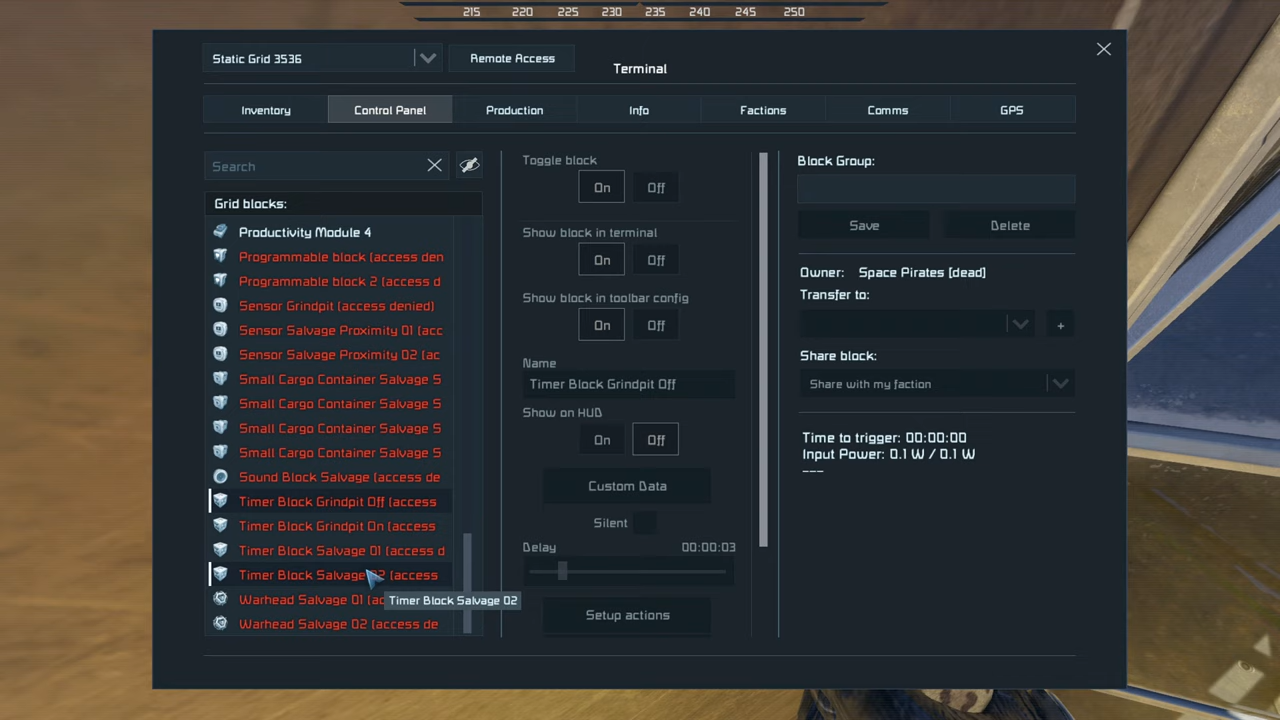 215 220 225 230 235 240 245 250
Static Grid 3536
Remote Access
Terminal
Inventory
Control Panel
Production
Info
Factions
Comms
GPS
Search
Grid blocks:
Productivity Module 4
Programmable block (access den
Programmable block 2 (access d
Sensor Grindpit (access denied)
Sensor Salvage Proximity 01 (acc
Sensor Salvage Proximity 02 (ac
Small Cargo Container Salvage S
Small Cargo Container Salvage S
Small Cargo Container Salvage S
Small Cargo Container Salvage S
Sound Block Salvage (access de
Timer Block Grindpit Off (access
Timer Block Grindpit On (access
Timer Block Salvage 01 (access d
Timer Block Salvage 02 (access
Warhead Salvage 01 (ac
Warhead Salvage 02 (access de
Timer Block Salvage 02
Toggle block
On Off
Show block in terminal
On Off
Show block in toolbar config
On Off
Name
Timer Block Grindpit Off
Show on HUD
On Off
Custom Data
Silent
Delay 00:00:03
Setup actions
Block Group:
Save
Delete
Owner: Space Pirates [dead]
Transfer to:
+
Share block:
Share with my faction
Time to trigger: 00:00:00
Input Power: 0.1 W / 0.1 W
---